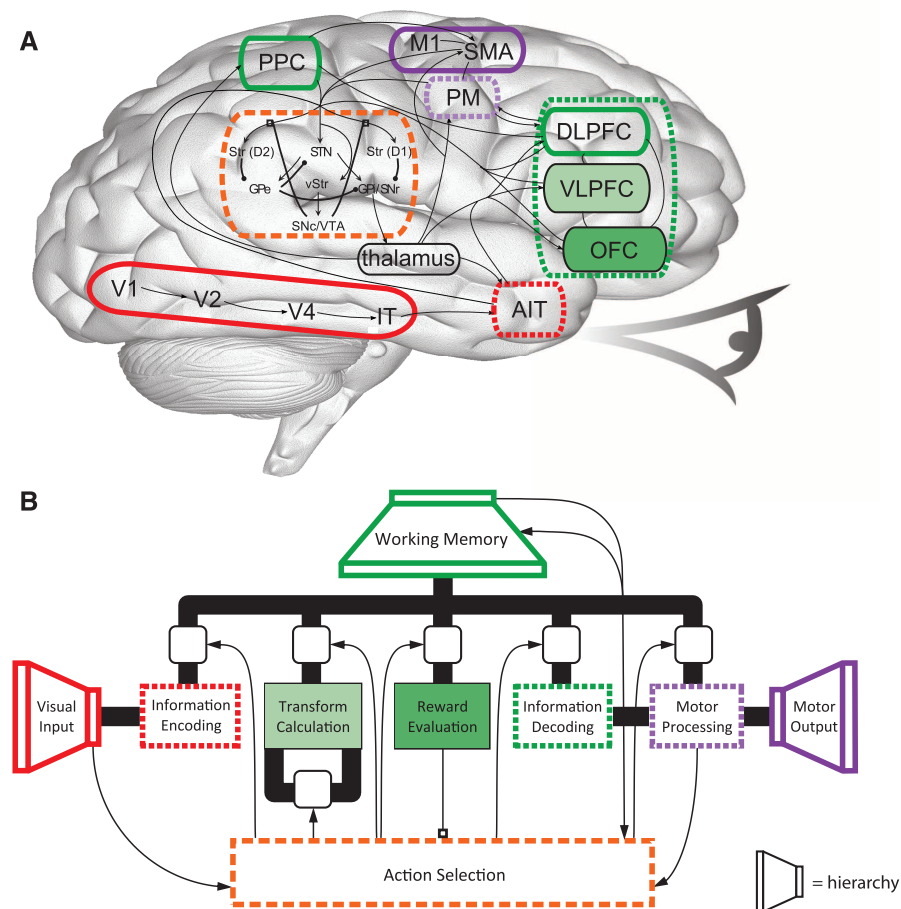 A
M1
SMA
PPC
PM
DLPFC
Str (D2)
STN
Str (D1)
VLPFC
GPe
vStr
GPi/SNr
SNc/VTA
OFC
thalamus
V1
V2
V4
IT
AIT
B
Working Memory
Visual
Input
Information
Encoding
Transform
Calculation
Reward
Evaluation
Information
Decoding
Motor
Processing
Motor
Output
Action Selection
= hierarchy